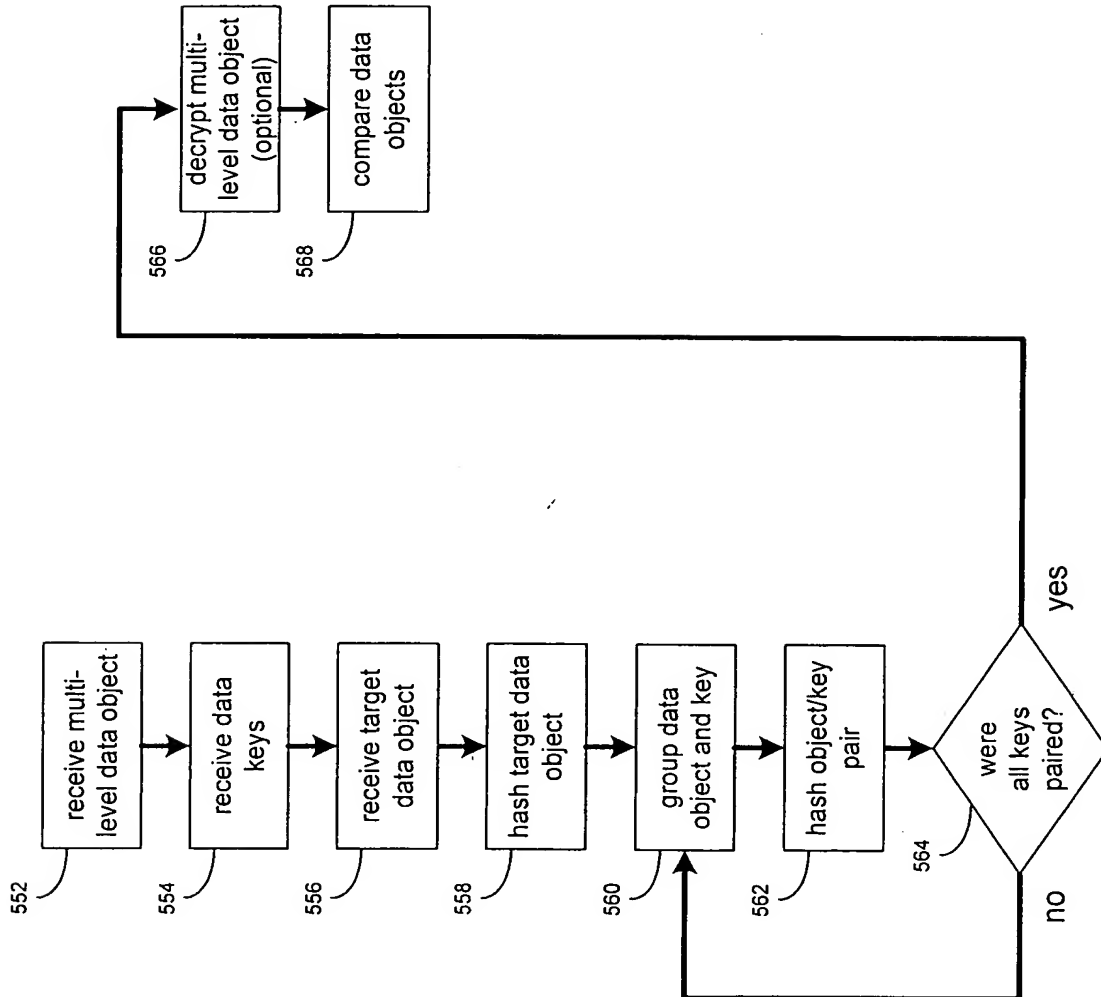 552
receive multi-
level data object
554
receive data
keys
556
receive target
data object
558
hash target data
object
560
group data
object and key
562
hash object/key
pair
564
were
all keys
paired?
no
yes
566
decrypt multi-
level data object
(optional)
568
compare data
objects